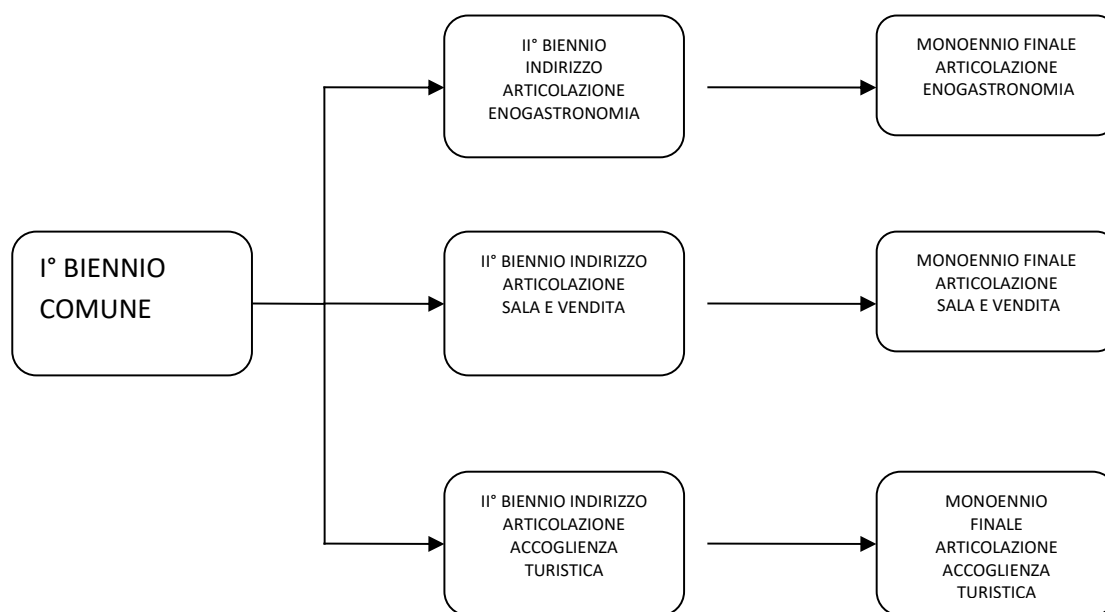 II° BIENNIO
INDIRIZZO
ARTICOLAZIONE
ENOGASTRONOMIA
MONOENNIO FINALE
ARTICOLAZIONE
ENOGASTRONOMIA
I° BIENNIO
COMUNE
II° BIENNIO INDIRIZZO
ARTICOLAZIONE
SALA E VENDITA
MONOENNIO FINALE
ARTICOLAZIONE
SALA E VENDITA
II° BIENNIO INDIRIZZO
ARTICOLAZIONE
ACCOGLIENZA
TURISTICA
MONOENNIO
FINALE
ARTICOLAZIONE
ACCOGLIENZA
TURISTICA